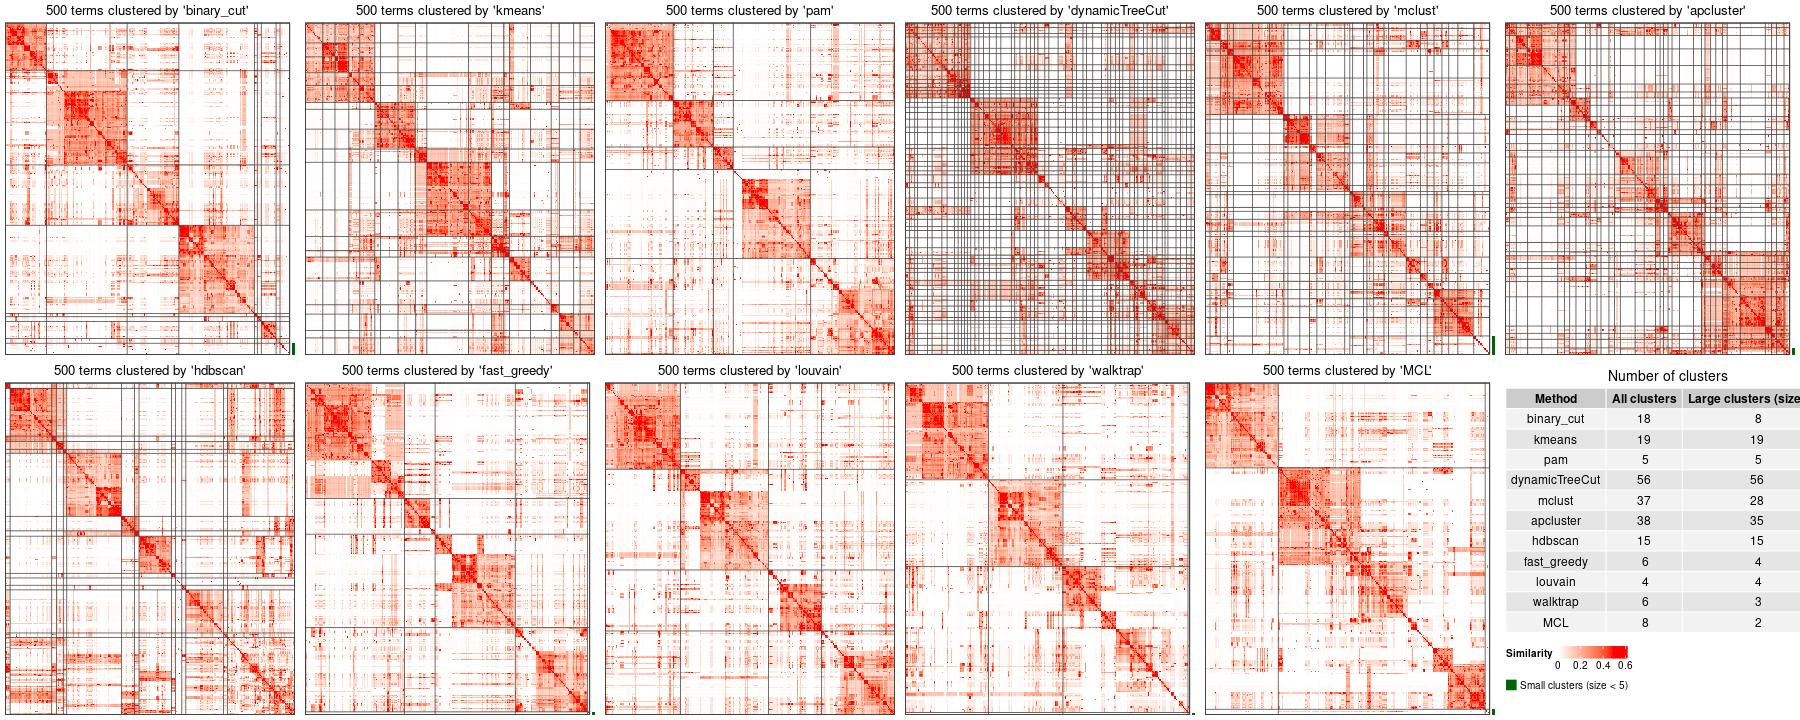 500 terms clustered by 'binary_cut'
500 terms clustered by 'kmeans'
500 terms clustered by 'pam'
500 terms clustered by 'dynamicTreeCut'
500 terms clustered by 'mclust'
500 terms clustered by 'apcluster'
500 terms clustered by 'hdbscan'
500 terms clustered by 'fast_greedy'
500 terms clustered by 'louvain'
500 terms clustered by 'walktrap'
500 terms clustered by 'MCL'
Number of clusters
Method All clusters Large clusters (size
binary_cut 18 8
kmeans 19 19
pam 5 5
dynamicTreeCut 56 56
mclust 37 28
apcluster 38 35
hdbscan 15 15
fast_greedy 6 4
louvain 4 4
walktrap 6 3
MCL 8 2
Similarity
0 0.2 0.4 0.6
Small clusters (size < 5)